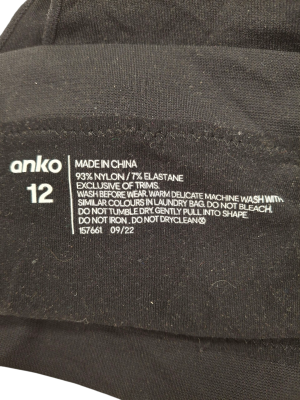 anko
12
MADE IN CHINA
93% NYLON / 7% ELASTANE
EXCLUSIVE OF TRIMS.
WASH BEFORE WEAR. WARM DELICATE MACHINE WASH WITH
SIMILAR COLOURS IN LAUNDRY BAG. DO NOT BLEACH.
DO NOT TUMBLE DRY. GENTLY PULL INTO SHAPE.
DO NOT IRON. DO NOT DRYCLEAN ⓧ
157661 09/22